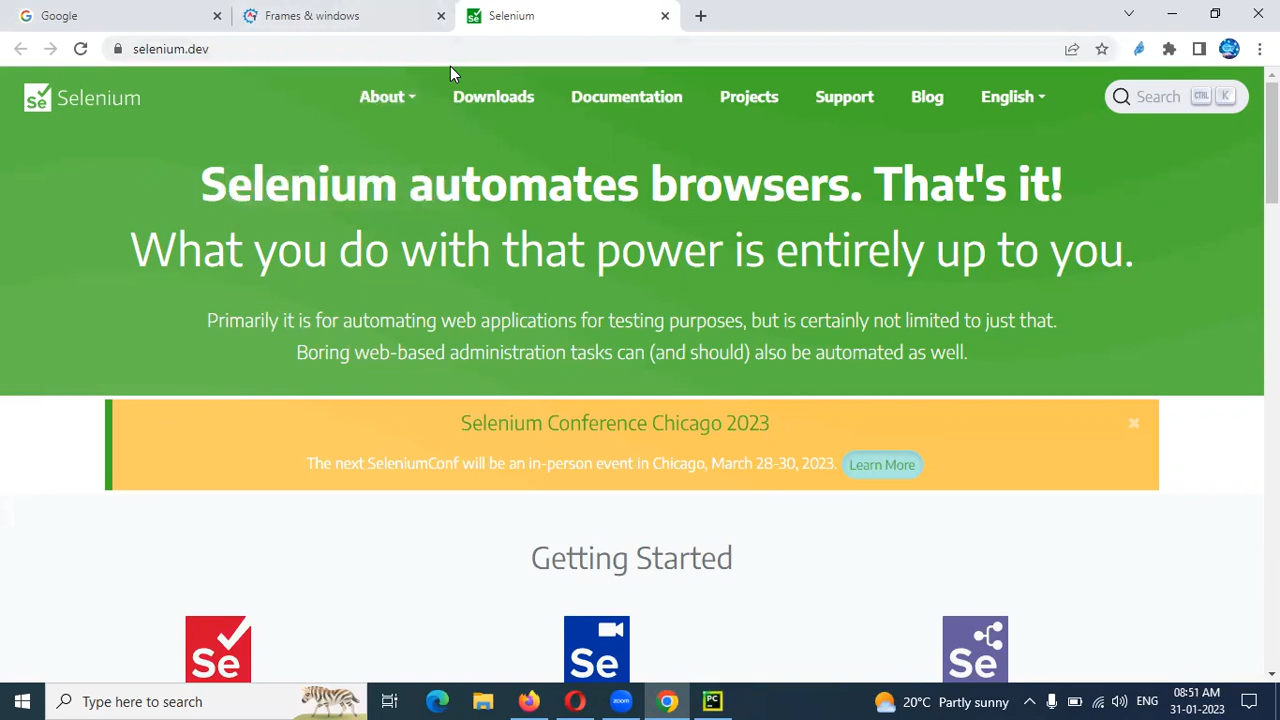 Google
Frames & windows
Selenium
selenium.dev
Se Selenium
About
Downloads
Documentation
Projects
Support
Blog
English
Search CTRL K
Selenium automates browsers. That's it!
What you do with that power is entirely up to you.
Primarily it is for automating web applications for testing purposes, but is certainly not limited to just that.
Boring web-based administration tasks can (and should) also be automated as well.
Selenium Conference Chicago 2023
The next SeleniumConf will be an in-person event in Chicago, March 28-30, 2023. Learn More
Getting Started
Se
Se
Se
Type here to search
zoom
PC
20°C Partly sunny
ENG
08:51 AM
31-01-2023